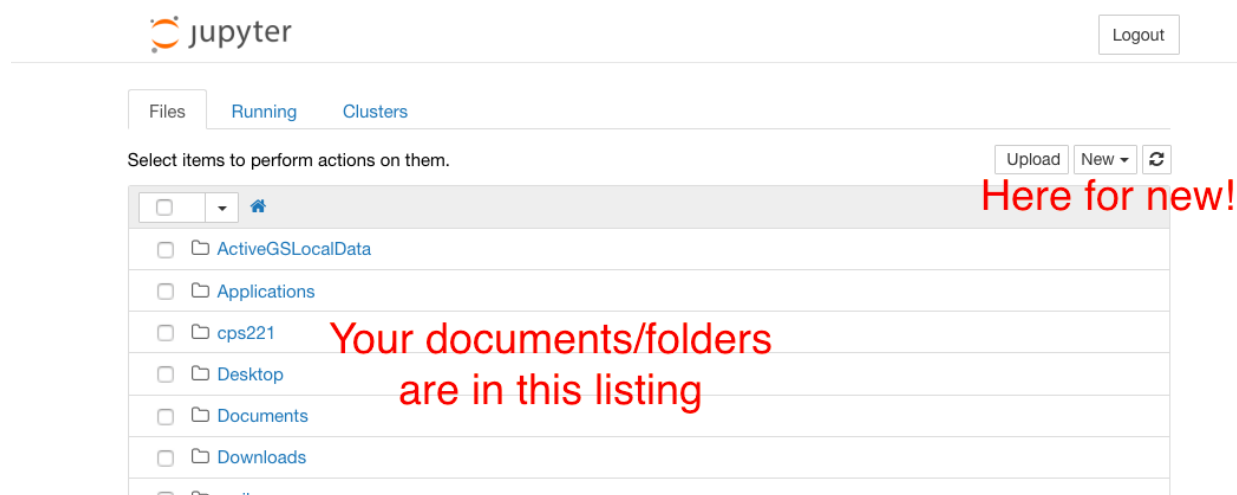 jupyter
Logout
Files Running Clusters
Select items to perform actions on them.
Upload New
Here for new!
ActiveGSLocalData
Applications
cps221
Your documents/folders
Desktop
are in this listing
Documents
Downloads